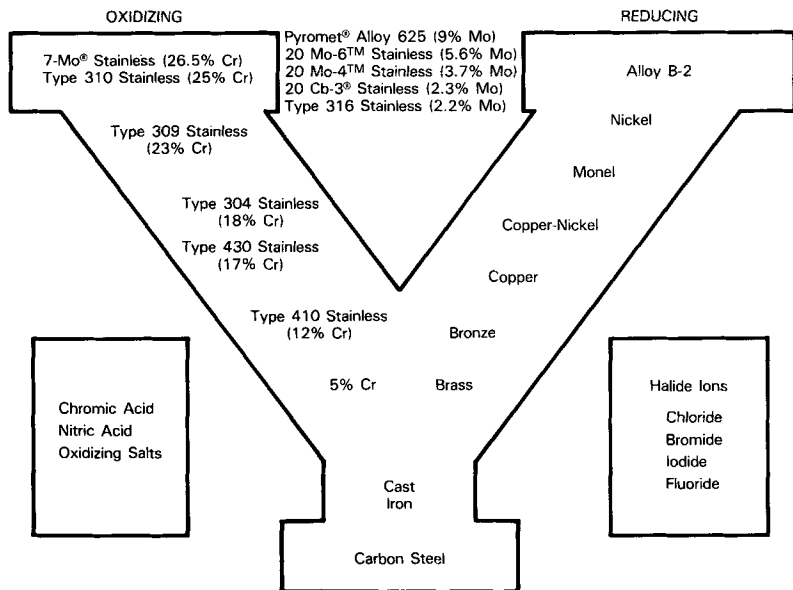 OXIDIZING
REDUCING
7-Mo® Stainless (26.5% Cr)
Type 310 Stainless (25% Cr)
Pyromet® Alloy 625 (9% Mo)
20 Mo-6™ Stainless (5.6% Mo)
20 Mo-4™ Stainless (3.7% Mo)
20 Cb-3® Stainless (2.3% Mo)
Type 316 Stainless (2.2% Mo)
Alloy B-2
Type 309 Stainless
(23% Cr)
Nickel
Monel
Type 304 Stainless
(18% Cr)
Copper-Nickel
Type 430 Stainless
(17% Cr)
Copper
Type 410 Stainless
(12% Cr)
Bronze
5% Cr
Brass
Chromic Acid
Nitric Acid
Oxidizing Salts
Halide Ions
Chloride
Bromide
Iodide
Fluoride
Cast
Iron
Carbon Steel